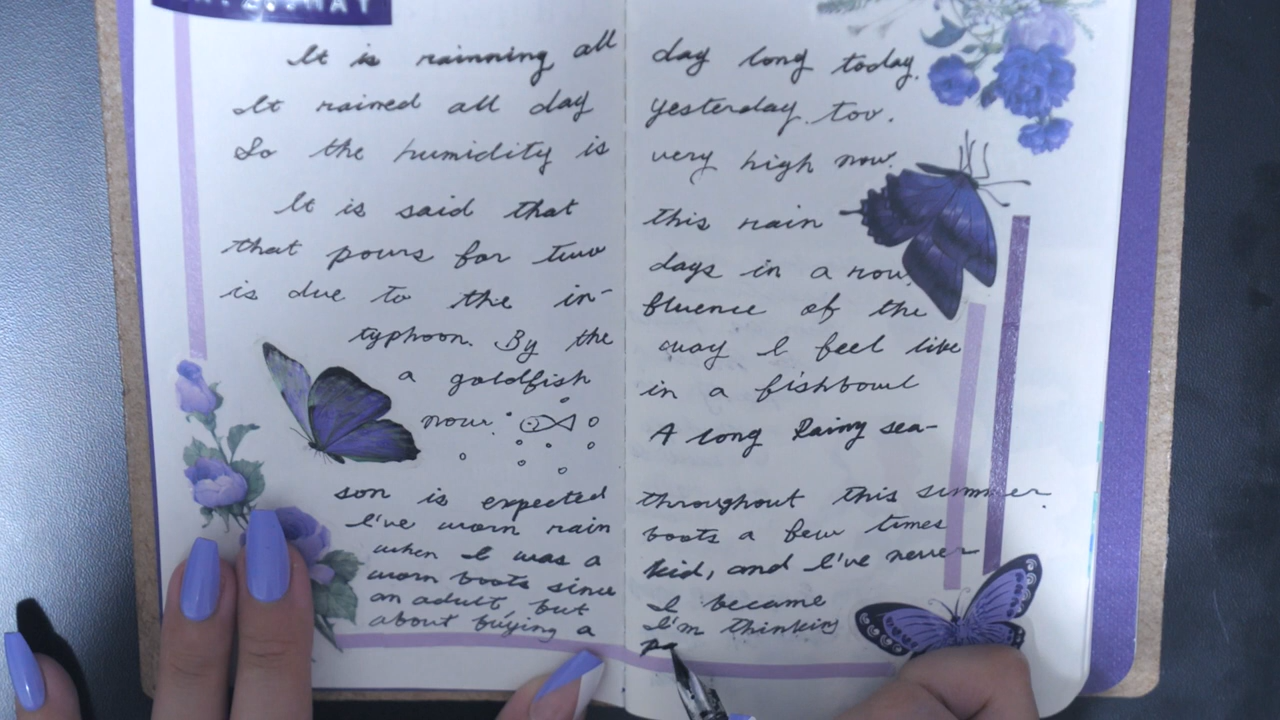 It is rainning all day long today.
It rained all day yesterday too.
So the humidity is very high now.
It is said that this rain
that pours for two days in a row.
is due to the in- fluence of the
typhoon. By the way I feel like
a goldfish in a fishbowl
now. A long Rainy sea-
son is expected throughout this summer.
I've worn rain boots a few times
when I was a kid, and I've never
worn boots since I became
an adult, but I'm thinking
about buying a pa